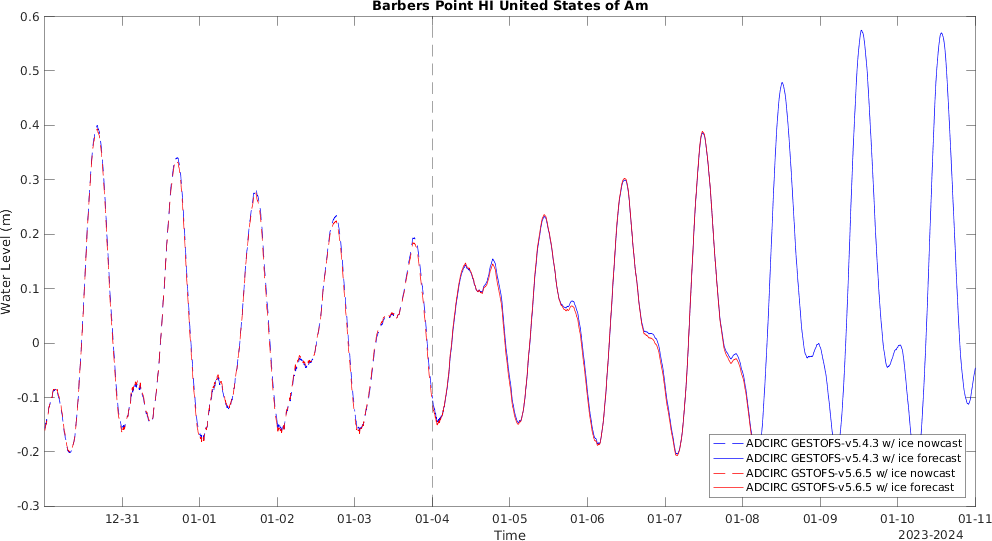 Barbers Point HI United States of Am
Water Level (m)
0.6
0.5
0.4
0.3
0.2
0.1
0
-0.1
-0.2
-0.3
ADCIRC GESTOFS-v5.4.3 w/ ice nowcast
ADCIRC GESTOFS-v5.4.3 w/ ice forecast
ADCIRC GSTOFS-v5.6.5 w/ ice nowcast
ADCIRC GSTOFS-v5.6.5 w/ ice forecast
12-31 01-01 01-02 01-03 01-04 01-05 01-06 01-07 01-08 01-09 01-10 01-11
Time
2023-2024